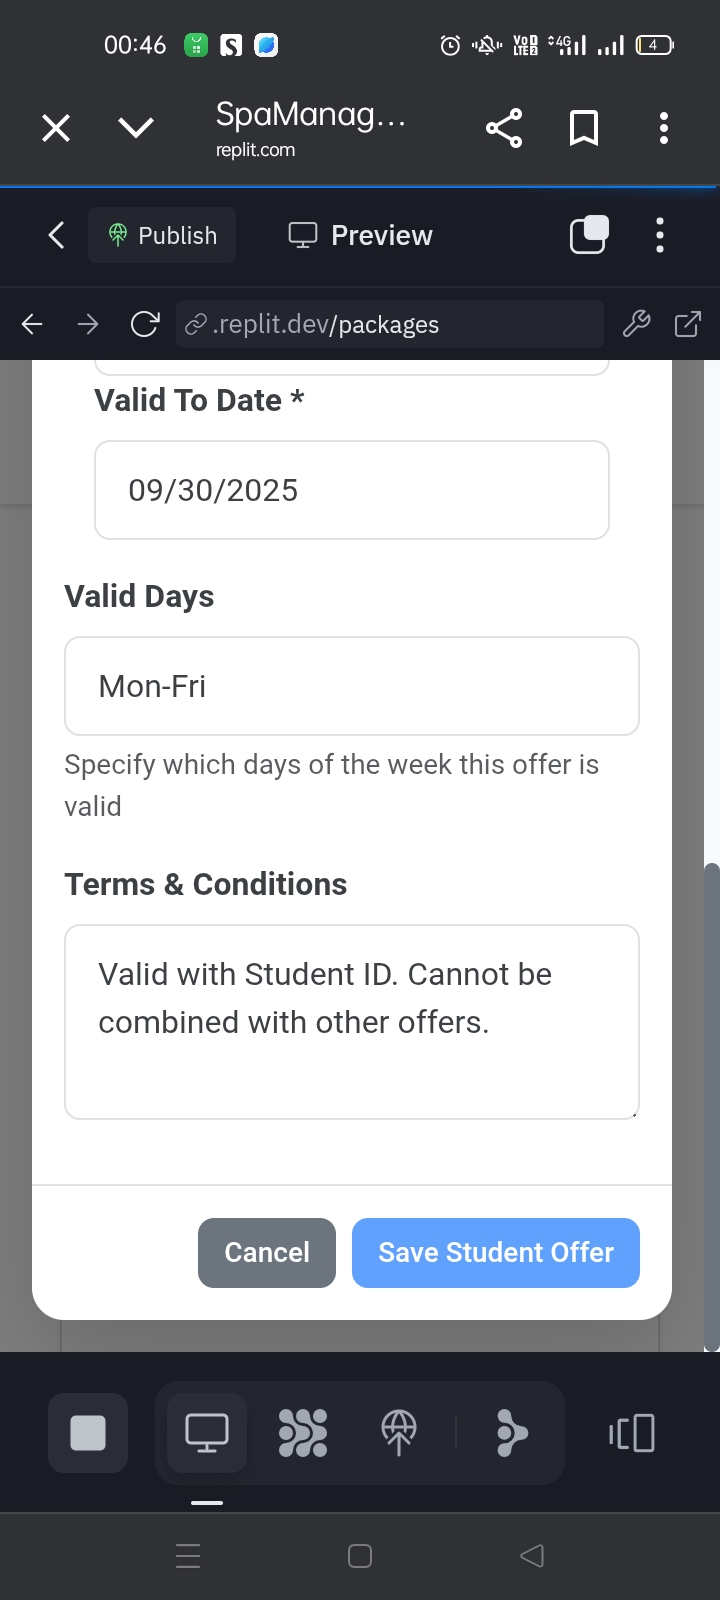 00:46
4G
4
SpaManag...
replit.com
Publish
Preview
.replit.dev/packages
Valid To Date *
09/30/2025
Valid Days
Mon-Fri
Specify which days of the week this offer is
valid
Terms & Conditions
Valid with Student ID. Cannot be
combined with other offers.
Cancel
Save Student Offer